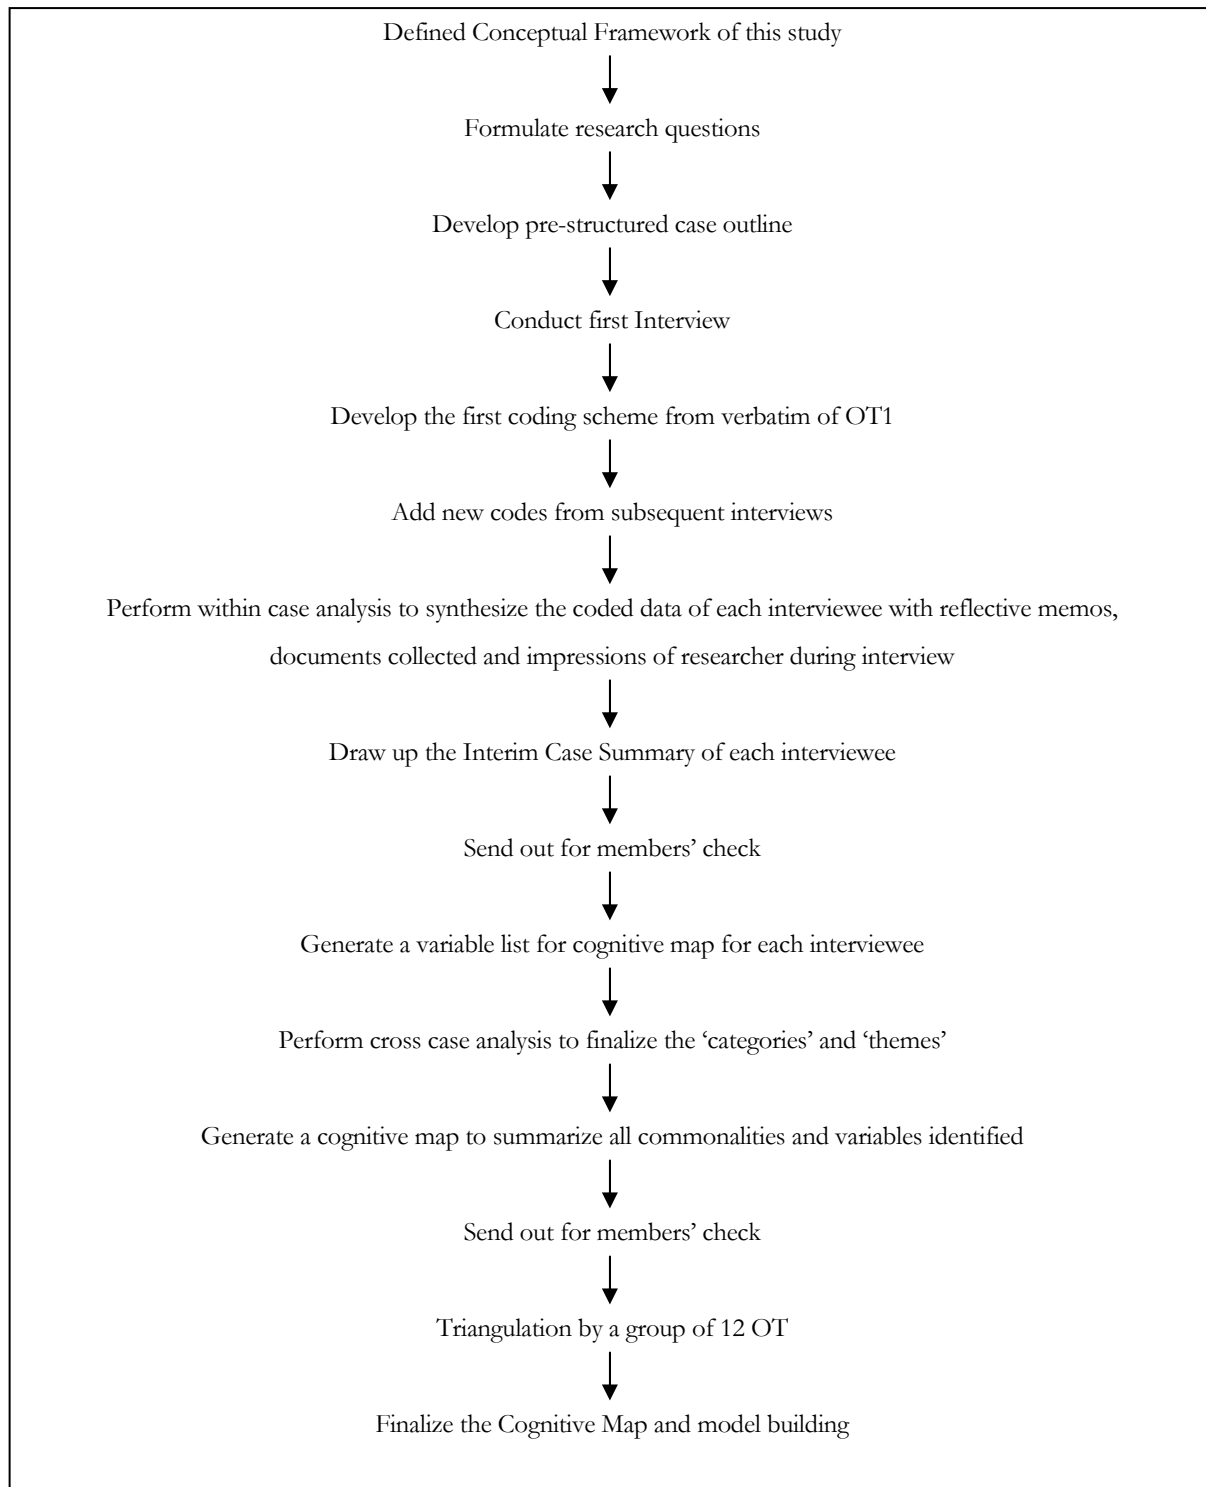 Defined Conceptual Framework of this study
Formulate research questions
Develop pre-structured case outline
Conduct first Interview
Develop the first coding scheme from verbatim of OT1
Add new codes from subsequent interviews
Perform within case analysis to synthesize the coded data of each interviewee with reflective memos,
documents collected and impressions of researcher during interview
Draw up the Interim Case Summary of each interviewee
Send out for members’ check
Generate a variable list for cognitive map for each interviewee
Perform cross case analysis to finalize the ‘categories’ and ‘themes’
Generate a cognitive map to summarize all commonalities and variables identified
Send out for members’ check
Triangulation by a group of 12 OT
Finalize the Cognitive Map and model building